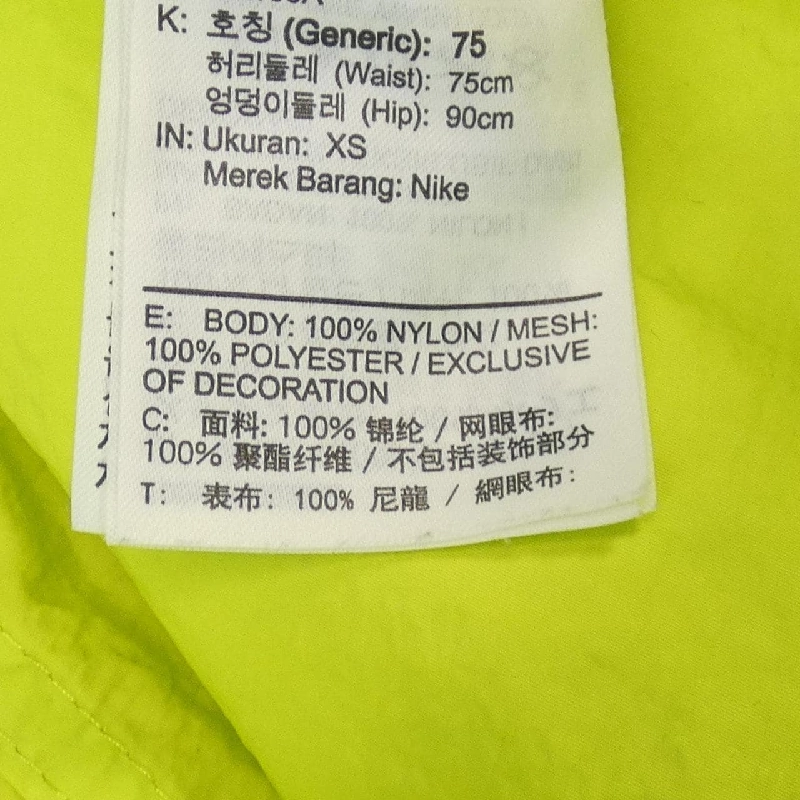 K: 호칭 (Generic): 75
허리둘레 (Waist): 75cm
엉덩이둘레 (Hip): 90cm
IN: Ukuran: XS
Merek Barang: Nike
E: BODY: 100% NYLON / MESH:
100% POLYESTER / EXCLUSIVE
OF DECORATION
C: 面料: 100% 锦纶 / 网眼布:
100% 聚酯纤维 / 不包括装饰部分
T: 表布: 100% 尼龍 / 網眼布: